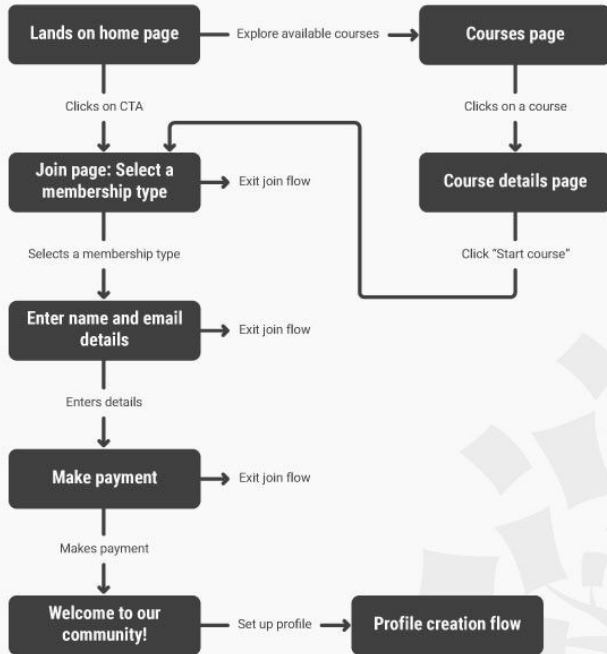 Lands on home page
Explore available courses
Courses page
Clicks on CTA
Clicks on a course
Join page: Select a
membership type
Exit join flow
Course details page
Selects a membership type
Click “Start course”
Enter name and email
details
Exit join flow
Enters details
Make payment
Exit join flow
Makes payment
Welcome to our
community!
Set up profile
Profile creation flow